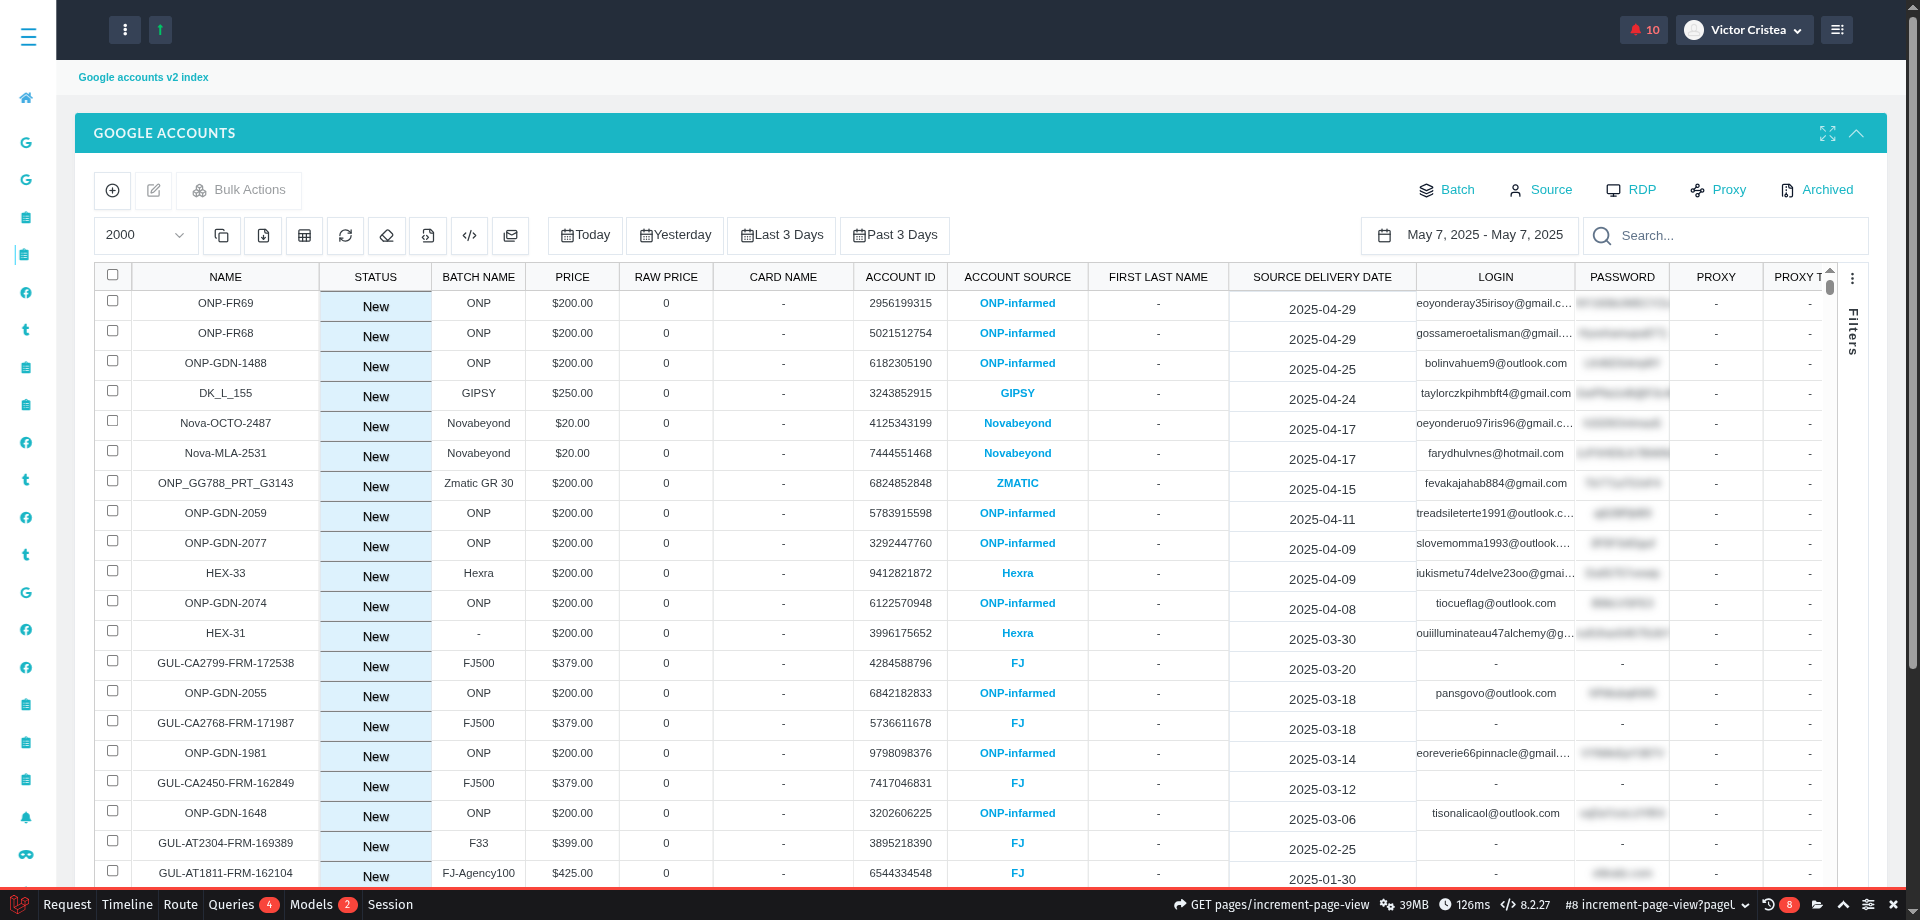 10 Victor Cristea
Google accounts v2 index
GOOGLE ACCOUNTS
Bulk Actions Batch Source RDP Proxy Archived
2000 Today Yesterday Last 3 Days Past 3 Days May 7, 2025 - May 7, 2025 Search...
NAME STATUS BATCH NAME PRICE RAW PRICE CARD NAME ACCOUNT ID ACCOUNT SOURCE FIRST LAST NAME SOURCE DELIVERY DATE LOGIN PASSWORD PROXY PROXY T
ONP-FR69 New ONP $200.00 0 - 2956199315 ONP-infarmed - 2025-04-29 eoyonderay35irisoy@gmail.c... - -
ONP-FR68 New ONP $200.00 0 - 5021512754 ONP-infarmed - 2025-04-29 gossameroetalisman@gmail.... - -
ONP-GDN-1488 New ONP $200.00 0 - 6182305190 ONP-infarmed - 2025-04-25 bolinvahuem9@outlook.com - -
DK_L_155 New GIPSY $250.00 0 - 3243852915 GIPSY - 2025-04-24 taylorczkpihmbft4@gmail.com - -
Nova-OCTO-2487 New Novabeyond $20.00 0 - 4125343199 Novabeyond - 2025-04-17 oeyonderuo97iris96@gmail.c... - -
Nova-MLA-2531 New Novabeyond $20.00 0 - 7444551468 Novabeyond - 2025-04-17 farydhulvnes@hotmail.com - -
ONP_GG788_PRT_G3143 New Zmatic GR 30 $200.00 0 - 6824852848 ZMATIC - 2025-04-15 fevakajahab884@gmail.com - -
ONP-GDN-2059 New ONP $200.00 0 - 5783915598 ONP-infarmed - 2025-04-11 treadsileterte1991@outlook.c... - -
ONP-GDN-2077 New ONP $200.00 0 - 3292447760 ONP-infarmed - 2025-04-09 slovemomma1993@outlook.... - -
HEX-33 New Hexra $200.00 0 - 9412821872 Hexra - 2025-04-09 iukismetu74delve23oo@gmai... - -
ONP-GDN-2074 New ONP $200.00 0 - 6122570948 ONP-infarmed - 2025-04-08 tiocueflag@outlook.com - -
HEX-31 New - $200.00 0 - 3996175652 Hexra - 2025-03-30 ouiilluminateau47alchemy@g... - -
GUL-CA2799-FRM-172538 New FJ500 $379.00 0 - 4284588796 FJ - 2025-03-20 - - - -
ONP-GDN-2055 New ONP $200.00 0 - 6842182833 ONP-infarmed - 2025-03-18 pansgovo@outlook.com - -
GUL-CA2768-FRM-171987 New FJ500 $379.00 0 - 5736611678 FJ - 2025-03-18 - - - -
ONP-GDN-1981 New ONP $200.00 0 - 9798098376 ONP-infarmed - 2025-03-14 eoreverie66pinnacle@gmail.... - -
GUL-CA2450-FRM-162849 New FJ500 $379.00 0 - 7417046831 FJ - 2025-03-12 - - - -
ONP-GDN-1648 New ONP $200.00 0 - 3202606225 ONP-infarmed - 2025-03-06 tisonalicaol@outlook.com - -
GUL-AT2304-FRM-169389 New F33 $399.00 0 - 3895218390 FJ - 2025-02-25 - - - -
GUL-AT1811-FRM-162104 New FJ-Agency100 $425.00 0 - 6544334548 FJ - 2025-01-30 - - -
Filters
Request Timeline Route Queries 4 Models 2 Session GET pages/increment-page-view 39MB 126ms 8.2.27 #8 increment-page-view?pageU 8